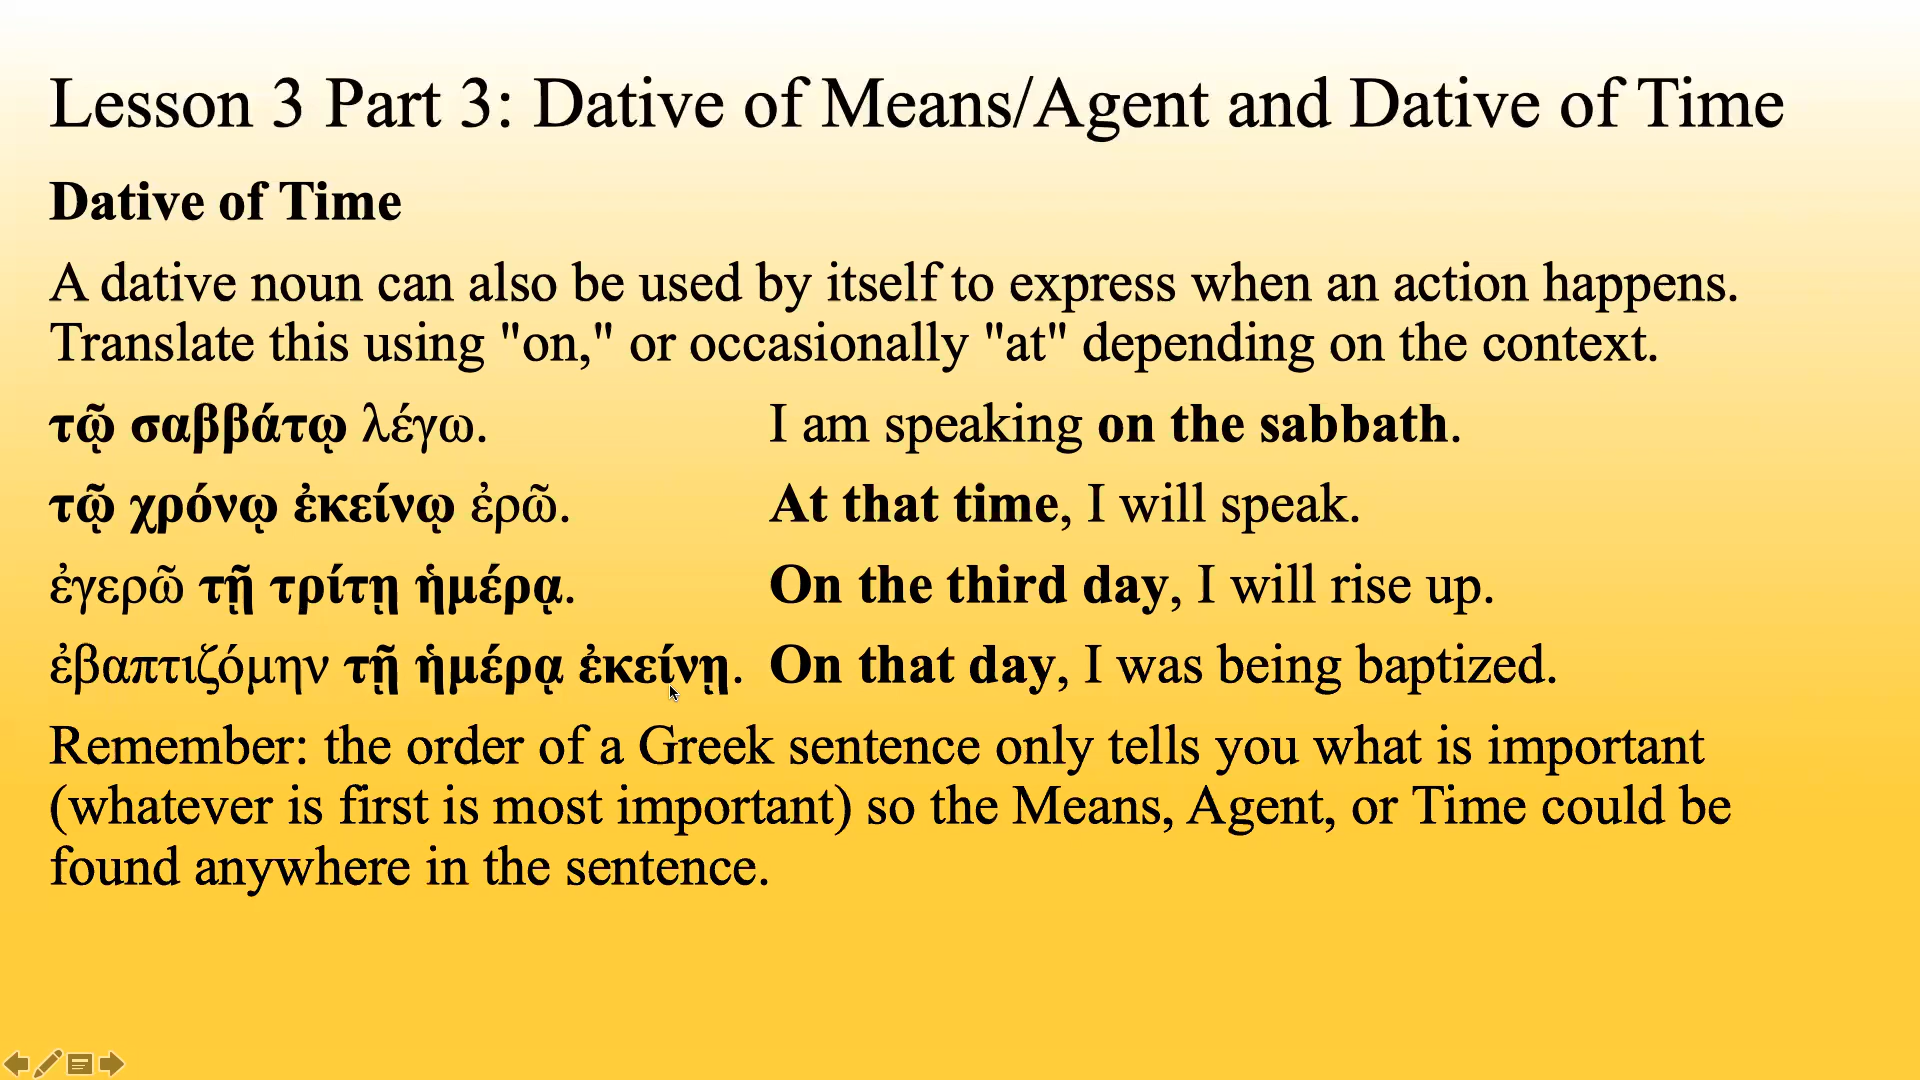 Lesson 3 Part 3: Dative of Means/Agent and Dative of Time
Dative of Time
A dative noun can also be used by itself to express when an action happens.
Translate this using "on," or occasionally "at" depending on the context.
τῷ σαββάτῳ λέγω. I am speaking on the sabbath.
τῷ χρόνῳ ἐκείνῳ ἐρῶ. At that time, I will speak.
ἐγερῶ τῇ τρίτῃ ἡμέρᾳ. On the third day, I will rise up.
ἐβαπτιζόμην τῇ ἡμέρᾳ ἐκείνῃ. On that day, I was being baptized.
Remember: the order of a Greek sentence only tells you what is important
(whatever is first is most important) so the Means, Agent, or Time could be
found anywhere in the sentence.